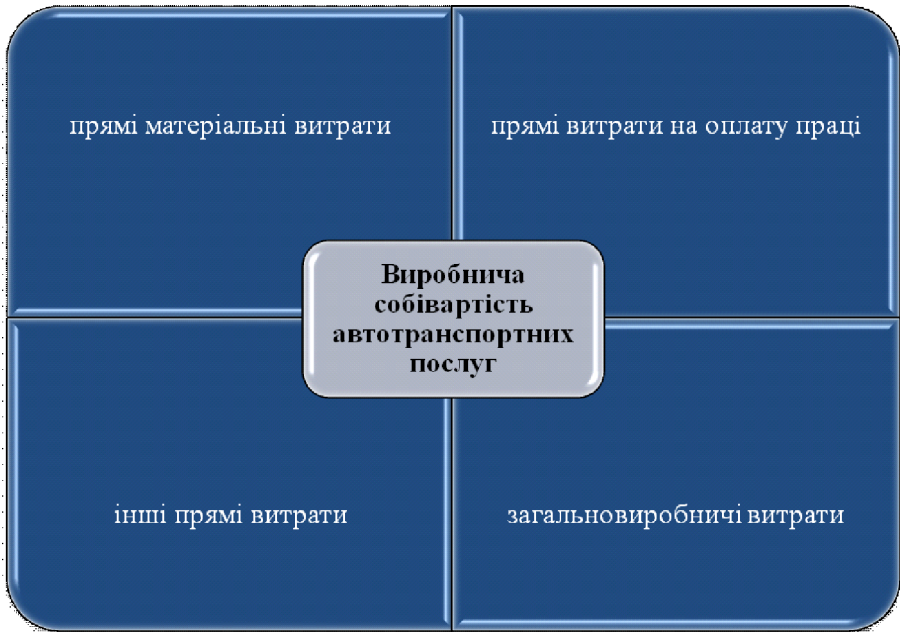 прямі матеріальні витрати
прямі витрати на оплату праці
Виробнича
собівартість
автотранспортних
послуг
інші прямі витрати
загальновиробничі витрати